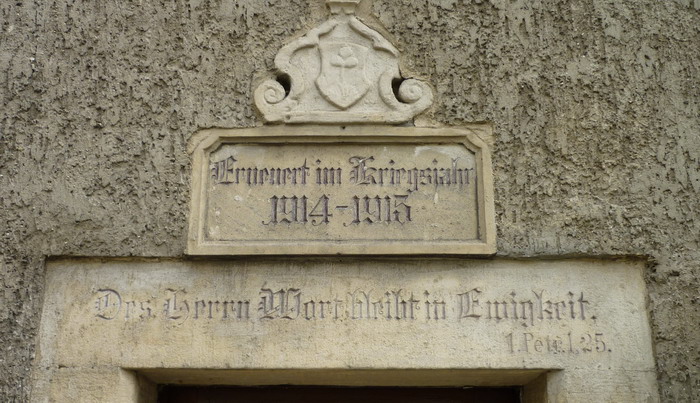 Erneuert im Kriegsjahr
1914-1915
Des Herrn Wort bleibt in Ewigkeit.
1. Petr. 1, 25.